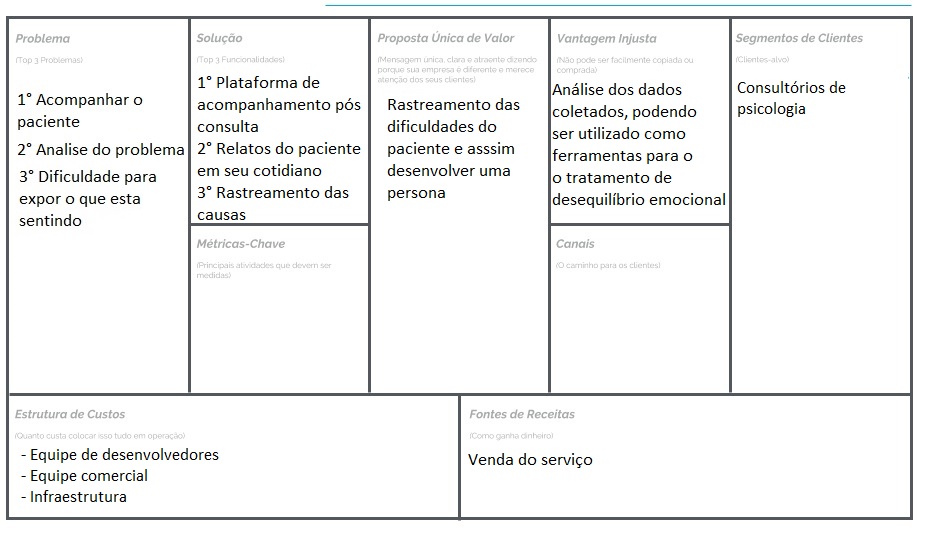 Problema
(Top 3 Problemas)
1° Acompanhar o
paciente
2° Analise do problema
3° Dificuldade para
expor o que esta
sentindo
Solução
(Top 3 Funcionalidades)
1° Plataforma de
acompanhamento pós
consulta
2° Relatos do paciente
em seu cotidiano
3° Rastreamento das
causas
Métricas-Chave
(Principais atividades que devem ser
medidas)
Proposta Única de Valor
(Mensagem única, clara e atraente dizendo
porque sua empresa é diferente e merece
atenção dos seus clientes)
Rastreamento das
dificuldades do
paciente e asssim
desenvolver uma
persona
Vantagem Injusta
(Não pode ser facilmente copiada ou
comprada)
Análise dos dados
coletados, podendo
ser utilizado como
ferramentas para o
o tratamento de
desequilíbrio emocional
Canais
(O caminho para os clientes)
Segmentos de Clientes
(Clientes-alvo)
Consultórios de
psicologia
Estrutura de Custos
(Quanto custa colocar isso tudo em operação)
- Equipe de desenvolvedores
- Equipe comercial
- Infraestrutura
Fontes de Receitas
(Como ganha dinheiro)
Venda do serviço